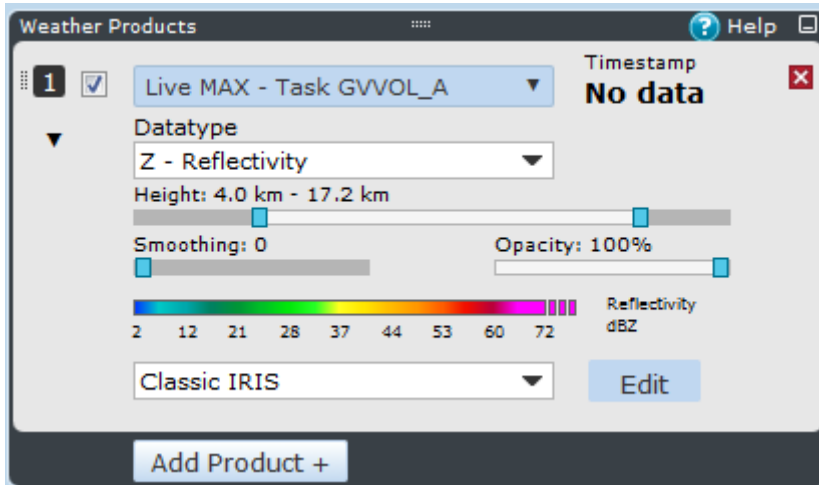 Weather Products
Help
1
Live MAX - Task GVVOL_A
Timestamp
No data
Datatype
Z - Reflectivity
Height: 4.0 km - 17.2 km
Smoothing: 0
Opacity: 100%
2 12 21 28 37 44 53 60 72
Reflectivity
dBZ
Classic IRIS
Edit
Add Product +